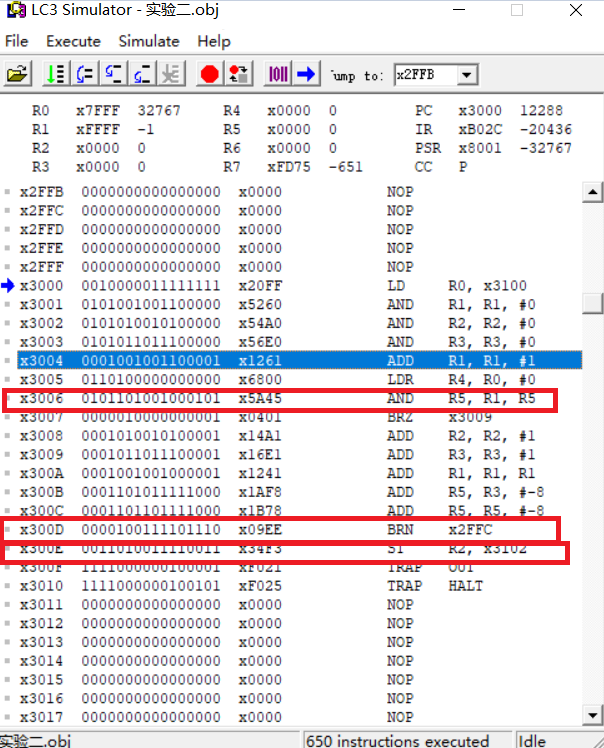 LC3 Simulator - 实验二.obj
File Execute Simulate Help
Jump to: x2FFB
R0 x7FFF 32767 R4 x0000 0 PC x3000 12288
R1 xFFFF -1 R5 x0000 0 IR xB02C -20436
R2 x0000 0 R6 x0000 0 PSR x8001 -32767
R3 x0000 0 R7 xFD75 -651 CC P
x2FFB 0000000000000000 x0000 NOP
x2FFC 0000000000000000 x0000 NOP
x2FFD 0000000000000000 x0000 NOP
x2FFE 0000000000000000 x0000 NOP
x2FFF 0000000000000000 x0000 NOP
x3000 0010000011111111 x20FF LD R0, x3100
x3001 0101001001100000 x5260 AND R1, R1, #0
x3002 0101010010100000 x54A0 AND R2, R2, #0
x3003 0101011011100000 x56E0 AND R3, R3, #0
x3004 0001001001100001 x1261 ADD R1, R1, #1
x3005 0110100000000000 x6800 LDR R4, R0, #0
x3006 0101101001000101 x5A45 AND R5, R1, R5
x3007 0000010000000001 x0401 BRZ x3009
x3008 0001010010100001 x14A1 ADD R2, R2, #1
x3009 0001011011100001 x16E1 ADD R3, R3, #1
x300A 0001001001000001 x1241 ADD R1, R1, R1
x300B 0001101011111000 x1AF8 ADD R5, R3, #-8
x300C 0001101101111000 x1B78 ADD R5, R5, #-8
x300D 0000100111101110 x09EE BRN x2FFC
x300E 0011010011110011 x34F3 ST R2, x3102
x300F 1111000000100001 xF021 TRAP OUT
x3010 1111000000100101 xF025 TRAP HALT
x3011 0000000000000000 x0000 NOP
x3012 0000000000000000 x0000 NOP
x3013 0000000000000000 x0000 NOP
x3014 0000000000000000 x0000 NOP
x3015 0000000000000000 x0000 NOP
x3016 0000000000000000 x0000 NOP
x3017 0000000000000000 x0000 NOP
实验二.obj 650 instructions executed Idle